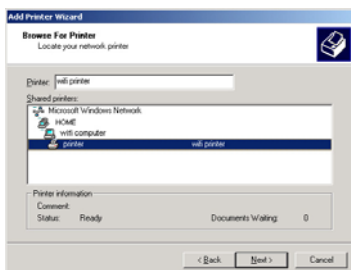 Add Printer Wizard
Browse For Printer
Locate your network printer
Printer: wifi printer
Shared printers:
Microsoft Windows Network
HOME
wifi computer
printer wifi printer
Printer information
Comment:
Status: Ready Documents Waiting: 0
< Back Next > Cancel